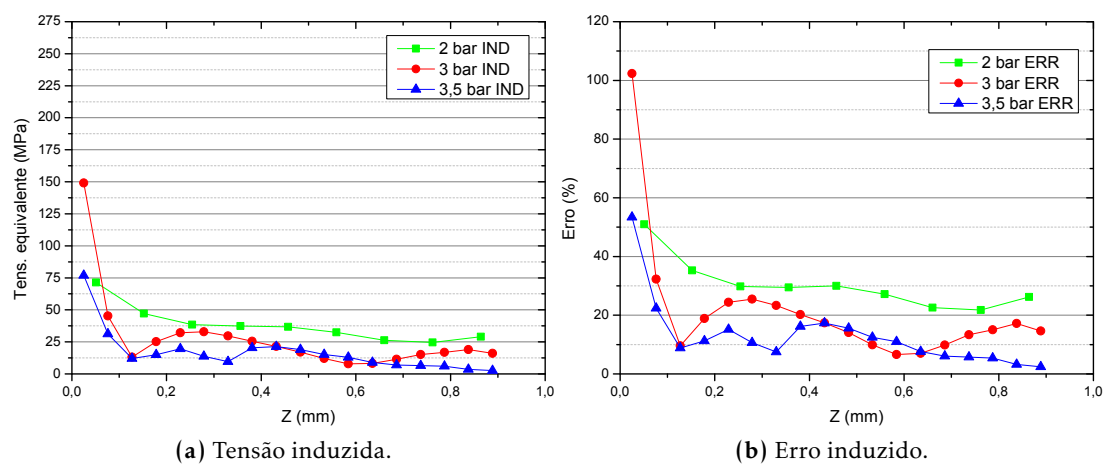 275
250
225
200
175
150
125
100
75
50
25
0
Tens. equivalente (MPa)
2 bar IND
3 bar IND
3,5 bar IND
0,0 0,2 0,4 0,6 0,8 1,0
Z (mm)
(a) Tensão induzida.
120
100
80
60
40
20
0
Erro (%)
2 bar ERR
3 bar ERR
3,5 bar ERR
0,0 0,2 0,4 0,6 0,8 1,0
Z (mm)
(b) Erro induzido.